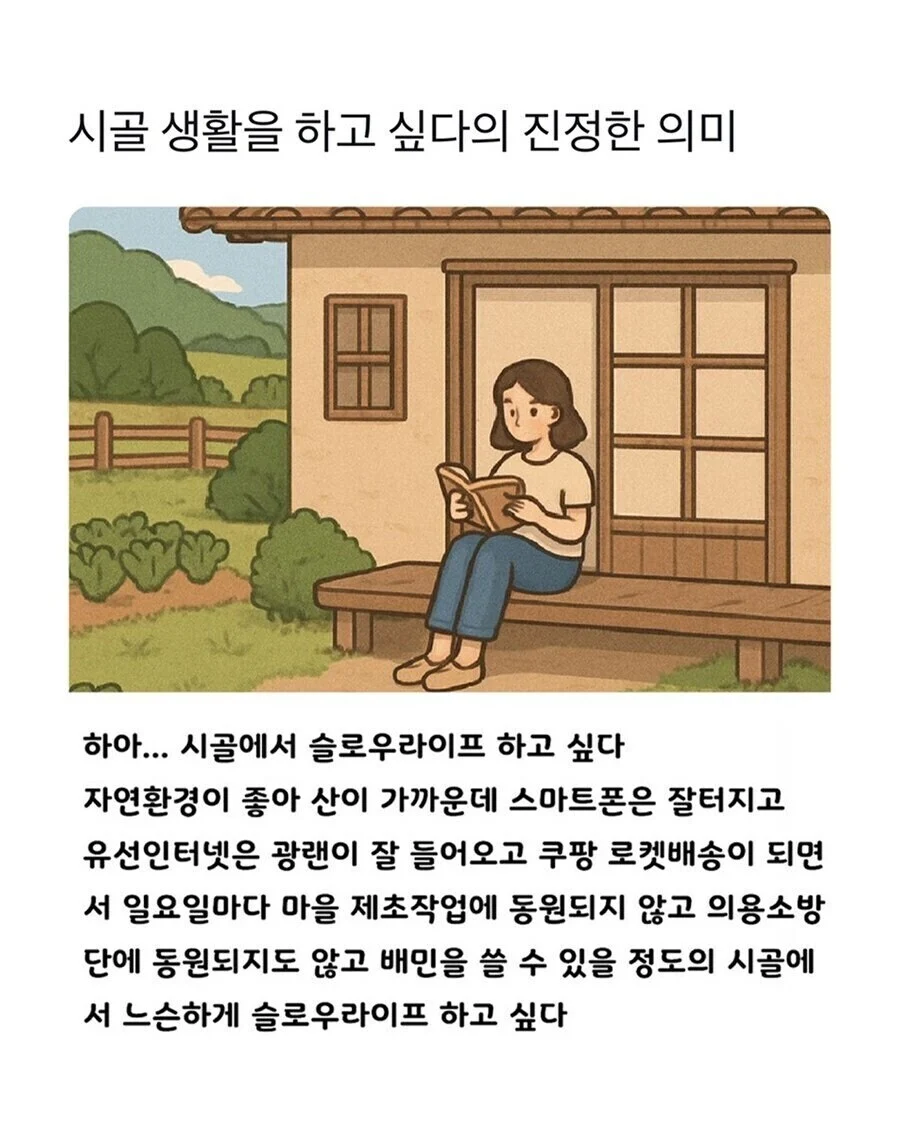 시골 생활을 하고 싶다의 진정한 의미
하아... 시골에서 슬로우라이프 하고 싶다
자연환경이 좋아 산이 가까운데 스마트폰은 잘터지고
유선인터넷은 광랜이 잘 들어오고 쿠팡 로켓배송이 되면
서 일요일마다 마을 제초작업에 동원되지 않고 의용소방
단에 동원되지도 않고 배민을 쓸 수 있을 정도의 시골에
서 느슨하게 슬로우라이프 하고 싶다